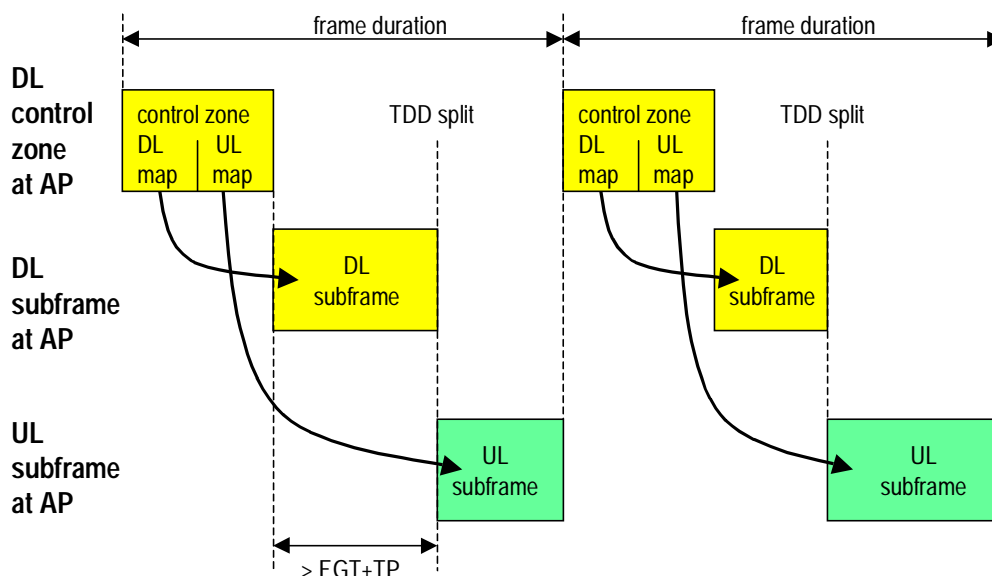 frame duration
frame duration
DL
control
zone
at AP
control zone
DL
map
UL
map
TDD split
control zone
DL
map
UL
map
TDD split
DL
subframe
at AP
DL
subframe
DL
subframe
UL
subframe
at AP
UL
subframe
UL
subframe
> EGT+TP